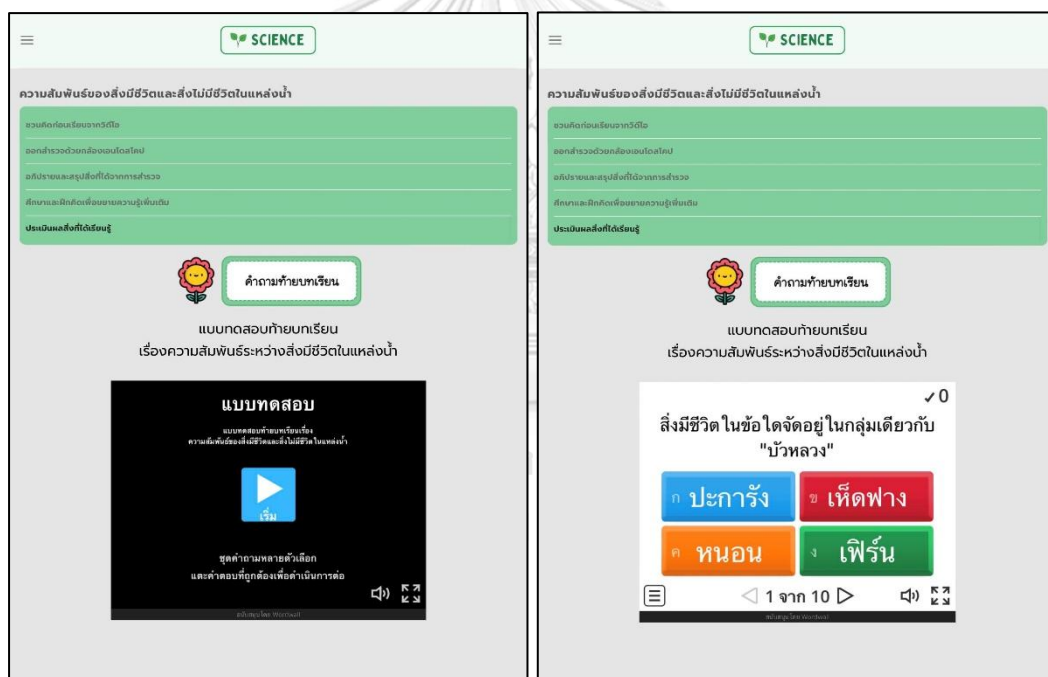 SCIENCE
ความสัมพันธ์ของสิ่งมีชีวิตและสิ่งไม่มีชีวิตในแหล่งน้ำ
ชวนคิดก่อนเรียนจากวิดีโอ
ออกสำรวจด้วยกล้องเอนโดสโคป
อภิปรายและสรุปสิ่งที่ได้จากการสำรวจ
ศึกษาและฝึกคิดเพื่อขยายความรู้เพิ่มเติม
ประเมินผลสิ่งที่ได้เรียนรู้
คำถามท้ายบทเรียน
แบบทดสอบท้ายบทเรียน
เรื่องความสัมพันธ์ระหว่างสิ่งมีชีวิตในแหล่งน้ำ
แบบทดสอบ
แบบทดสอบท้ายบทเรียนเรื่อง
ความสัมพันธ์ของสิ่งมีชีวิตและสิ่งไม่มีชีวิตในแหล่งน้ำ
เริ่ม
ชุดคำถามหลายตัวเลือก
แตะคำตอบที่ถูกต้องเพื่อดำเนินการต่อ
สนับสนุนโดย Wordwall
SCIENCE
ความสัมพันธ์ของสิ่งมีชีวิตและสิ่งไม่มีชีวิตในแหล่งน้ำ
ชวนคิดก่อนเรียนจากวิดีโอ
ออกสำรวจด้วยกล้องเอนโดสโคป
อภิปรายและสรุปสิ่งที่ได้จากการสำรวจ
ศึกษาและฝึกคิดเพื่อขยายความรู้เพิ่มเติม
ประเมินผลสิ่งที่ได้เรียนรู้
คำถามท้ายบทเรียน
แบบทดสอบท้ายบทเรียน
เรื่องความสัมพันธ์ระหว่างสิ่งมีชีวิตในแหล่งน้ำ
✓0
สิ่งมีชีวิตในข้อใดจัดอยู่ในกลุ่มเดียวกับ
"บัวหลวง"
ก ปะการัง
ข เห็ดฟาง
ค หนอน
ง เฟิร์น
1 จาก 10
สนับสนุนโดย Wordwall